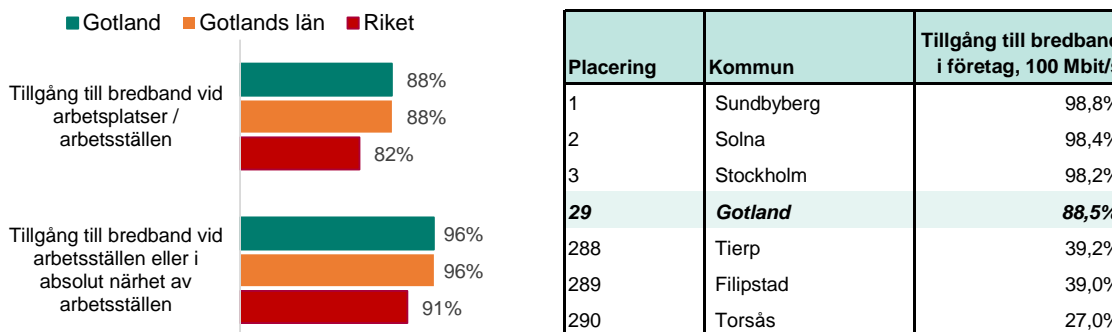 Gotland Gotlands län Riket
Tillgång till bredband vid
arbetsplatser /
arbetsställen
88%
88%
82%
Tillgång till bredband vid
arbetsställen eller i
absolut närhet av
arbetsställen
96%
96%
91%
Placering Kommun Tillgång till bredband
i företag, 100 Mbit/s
1 Sundbyberg 98,8%
2 Solna 98,4%
3 Stockholm 98,2%
29 Gotland 88,5%
288 Tierp 39,2%
289 Filipstad 39,0%
290 Torsås 27,0%